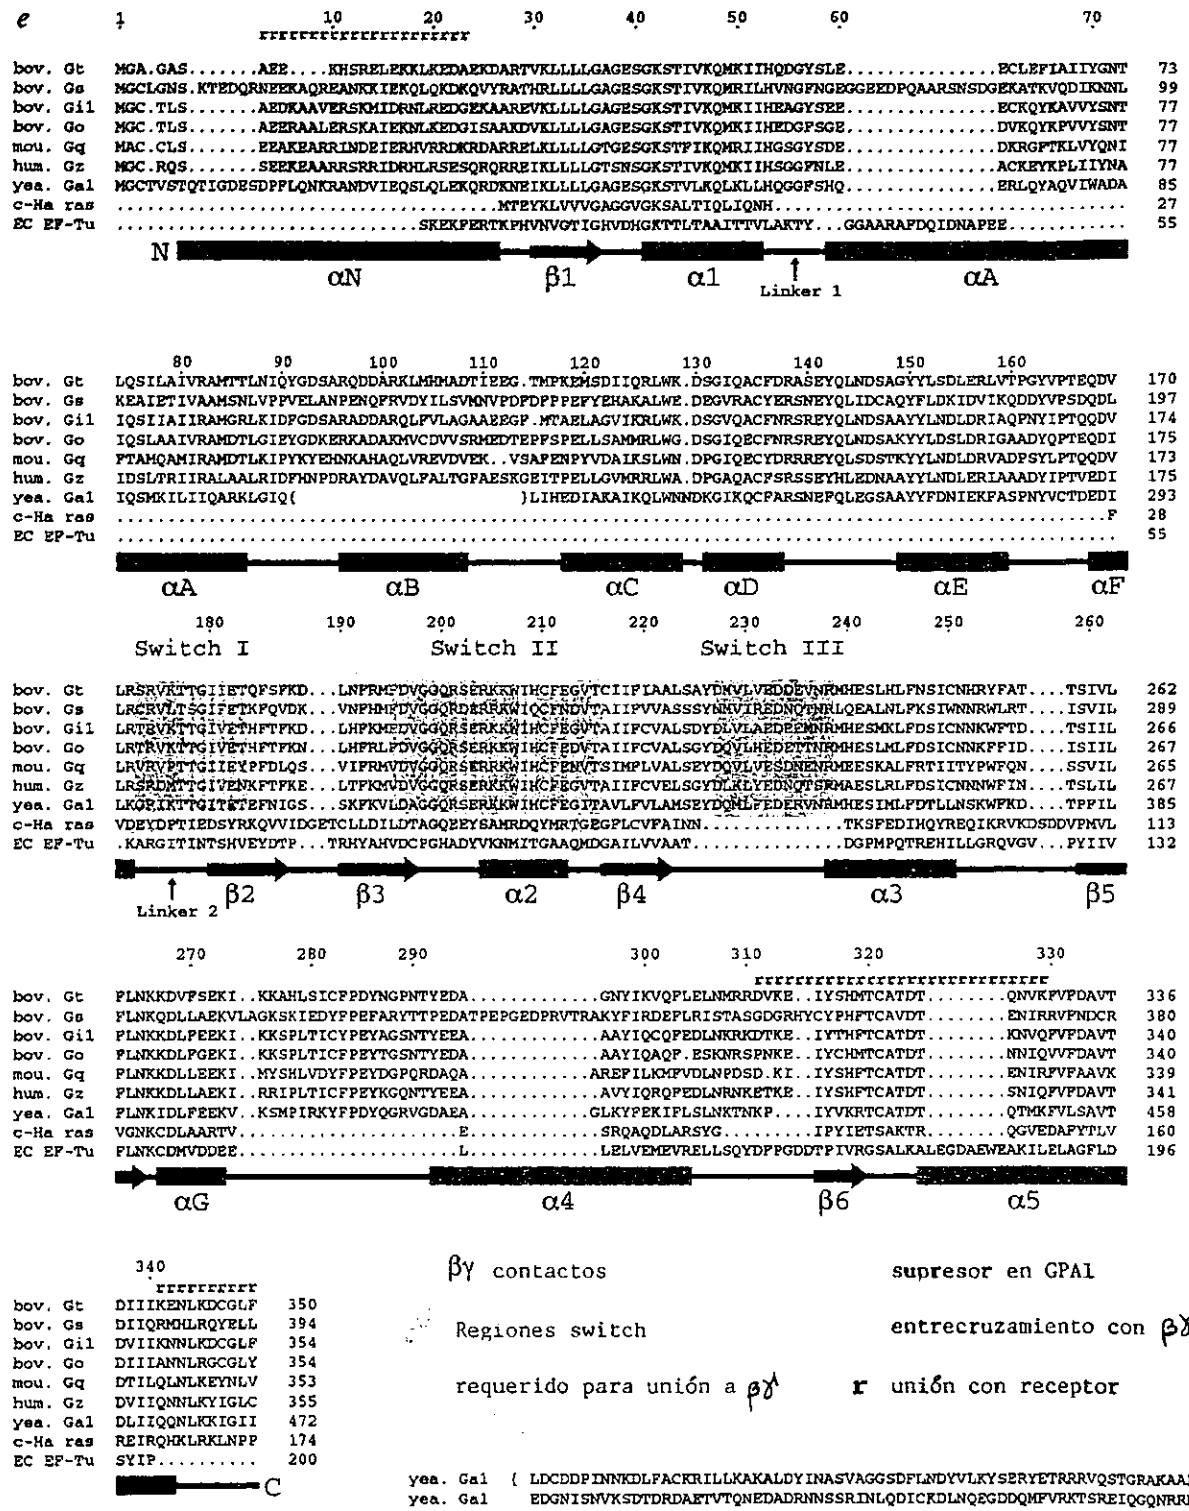 e
1 10 20 30 40 50 60 70
rrrrrrrrrrrrrrrrrrrrr
bov. Gt MGA.GAS.......AEE....KHSRELEKKLKEDAEKDARTVKLLLLGAGESGKSTIVKQMKIIHQDGYSLE...............ECLEFIAIIYGNT 73
bov. Gs MGCLGNS.KTEDQRNEEKAQREANKKIEKQLQKDKQVYRATHRLLLLGAGESGKSTIVKQMRILHVNGFNGEGGEEDPQAARSNSDGEKATKVQDIKNNL 99
bov. Gi1 MGC.TLS.......AEDKAAVERSKMIDRNLREDGEKAAREVKLLLLGAGESGKSTIVKQMKIIHEAGYSEE...............ECKQYKAVVYSNT 77
bov. Go MGC.TLS.......AEERAALERSKAIEKNLKEDGISAAKDVKLLLLGAGESGKSTIVKQMKIIHEDGFSGE...............DVKQYKPVVYSNT 77
mou. Gq MAC.CLS.......EEAKEARRINDEIERHVRRDKRDARRELKLLLLGTGESGKSTFIKQMRIIHGSGYSDE...............DKRGFTKLVYQNI 77
hum. Gz MGC.RQS.......SEEKEAARRSRRIDRHLRSESQRQRREIKLLLLGTSNSGKSTIVKQMKIIHSGGFNLE...............ACKEYKPLIIYNA 77
yea. Ga1 MGCTVSTQTIGDESDPFLQNKRANDVIEQSLQLEKQRDKNEIKLLLLGAGESGKSTVLKQLKLLHQGGFSHQ...............ERLQYAQVIWADA 85
c-Ha ras ......................................MTEYKLVVVGAGGVGKSALTIQLIQNH................................... 27
EC EF-Tu ..............................SKEKPERTKPHVNVGTIGHVDHGKTTLTAAITTVLAKTY...GGAARAFDQIDNAPEE............ 55
N αN β1 α1 Linker 1 αA
80 90 100 110 120 130 140 150 160
bov. Gt LQSILAIVRAMTTLNIQYGDSARQDDARKLMHMADTIEEG.TMPKEMSDIIQRLWK.DSGIQACFDRASEYQLNDSAGYYLSDLERLVTPGYVPTEQDV 170
bov. Gs KEAIETIVAAMSNLVPPVELANPENQFRVDYILSVMNVPDFDFPPEFYEHAKALWE.DEGVRACYERSNEYQLIDCAQYFLDKIDVIKQDDYVPSDQDL 197
bov. Gi1 IQSIIAIIRAMGRLKIDFGDSARADDARQLFVLAGAAEEGF.MTAELAGVIKRLWK.DSGVQACFNRSREYQLNDSAAYYLNDLDRIAQPNYIPTQQDV 174
bov. Go IQSLAAIVRAMDTLGIEYGDKERKADAKMVCDVVSRMEDTEPFSPELLSAMMRLWG.DSGIQECFNRSREYQLNDSAKYYLDSLDRIGAADYQPTEQDI 175
mou. Gq FTAMQAMIRAMDTLKIPYKYEHNKAHAQLVREVDVEK..VSAFENPYVDAIKSLWN.DPGIQECYDRRREYQLSDSTKYYLNDLDRVADPSYLPTQQDV 173
hum. Gz IDSLTRIIRALAALRIDFHNPDRAYDAVQLFALTGPAESKGEITPELLGVMRRLWA.DPGAQACFSRSSEYHLEDNAAYYLNDLERIAAADYIPTVEDI 175
yea. Ga1 IQSMKILIIQARKLGIQ{ }LIHEDIAKAIKQLWNNDKGIKQCFARSNEFQLEGSAAYYFDNIEKFASPNYVCTDEDI 293
c-Ha ras ..................................................................................................F 28
EC EF-Tu ................................................................................................... 55
αA αB αC αD αE αF
180 190 200 210 220 230 240 250 260
Switch I Switch II Switch III
bov. Gt LRSRVKTTGIIETQFSFKD..LNFRMFDVGGQRSERKKWIHCFEGVTCIIFIAALSAYDMVLVEDDEVNRMHESLHLFNSICNHRYFAT....TSIVL 262
bov. Gs LRCRVLTSGIFETKFQVDK...VNFHMFDVGGQRDERRKWIQCFNDVTAIIFVVASSSYNMVIREDNQTNRLQEALNLFKSIWNNRWLRT....ISVIL 289
bov. Gi1 LRTRVKTTGIVETHFTFKD..LHFKMFDVGGQRSERKKWIHCFEGVTAIIFCVALSDYDLVLAEDEEMNRMHESMKLFDSICNNKWFTD....TSIIL 266
bov. Go LRTRVKTTGIVETHFTFKN..LHFRLFDVGGQRSERKKWIHCFEDVTAIIFCVALSGYDQVLHEDETTNRMHESLMLFDSICNNKFFID....ISIIL 267
mou. Gq LRVRVPTTGIIEYPFDLQS..VIFRMVDVGGQRSERRKWIHCFENVTSIMFLVALSEYDQVLVESDNENRMEESKALFRTIITYPWFQN....SSVIL 265
hum. Gz LRSRDMTTGIVENKFTFKE..LTFKMVDVGGQRSERKKWIHCFEGVTAIIFCVELSGYDLKLYEDNQTSRMAESLRLFDSICNNNWFIN....TSLIL 267
yea. Ga1 LKGRIKTTGITETEFNIGS..SKFKVLDAGGQRSERKKWIHCFEGITAVLFVLAMSEYDQMLFEDERVNRMHESIMLFDTLLNSKWFKD....TPFIL 385
c-Ha ras VDEYDPTIEDSYRKQVVIDGETCLLDILDTAGQEEYSAMRDQYMRTGEGFLCVFAINN..............TKSFEDIHQYREQIKRVKDSDDVPMVL 113
EC EF-Tu .KARGITINTSHVEYDTP..TRHYAHVDCPGHADYVKNMITGAAQMDGAILVVAAT................DGPMPQTREHILLGRQVGV..PYIIV 132
Linker 2 β2 β3 α2 β4 α3 β5
270 280 290 300 310 320 330
rrrrrrrrrrrrrrrrrrrrrrrrrrrrr
bov. Gt FLNKKDVFSEKI..KKAHLSICFPDYNGPNTYEDA.............GNYIKVQFLELNMRRDVKE..IYSHMTCATDT........QNVKFVFDAVT 336
bov. Gs FLNKQDLLAEKVLAGKSKIEDYFPEFARYTTPEDATPEPGEDPRVTRAKYFIRDEFLRISTASGDGRHYCYPHFTCAVDT........ENIRRVFNDCR 380
bov. Gi1 FLNKKDLFEEKI..KKSPLTICYPEYAGSNTYEEA.............AAYIQCQFEDLNKRKDTKE..IYTHFTCATDT........KNVQFVFDAVT 340
bov. Go FLNKKDLFGEKI..KKSPLTICFPEYTGSNTYEDA.............AAYIQAQF.ESKNRSPNKE..IYCHMTCATDT........NNIQVVFDAVT 340
mou. Gq FLNKKDLLEEKI..MYSHLVDYFPEYDGPQRDAQA.............AREFILKMFVDLNPDSD.KI..IYSHFTCATDT........ENIRFVFAAVK 339
hum. Gz FLNKKDLLAEKI..RRIPLTICFPEYKGQNTYEEA.............AVYIQRQFEDLNRNKETKE..IYSHFTCATDT........SNIQFVFDAVT 341
yea. Ga1 FLNKIDLFEEKV..KSMPIRKYFPDYQGRVGDAEA............GLKYFEKIFLSLNKTNKP....IYVKRTCATDT........QTMKFVLSAVT 458
c-Ha ras VGNKCDLAARTV......................E.............SRQAQDLARSYG.........IPYIETSAKTR........QGVEDAFYTLV 160
EC EF-Tu FLNKCDMVDDEE......................L.............LELVEMEVRELLSQYDFPGDDTPIVRGSALKALEGDAEWEAKILELAGFLD 196
αG α4 β6 α5
340
rrrrrrrrrr
bov. Gt DIIIKENLKDCGLF 350
bov. Gs DIIQRMHLRQYELL 394
bov. Gi1 DVIIKNNLKDCGLF 354
bov. Go DIIIANNLRGCGLY 354
mou. Gq DTILQLNLKEYNLV 353
hum. Gz DVIIQNNLKYIGLC 355
yea. Ga1 DLIIQQNLKKIGII 472
c-Ha ras REIRQHKLRKLNPP 174
EC EF-Tu SYIP.......... 200
C
βγ contactos
Regiones switch
requerido para unión a βγ
supresor en GPA1
entrecruzamiento con βγ
r unión con receptor
yea. Ga1 { LDCDDPINNKDLFACKRILLKAKALDYINASVAGGSDFLNDYVLKYSERYETRRRVQSTGRAKAA
yea. Ga1 EDGNISNVKSDTDRDAETVTQNEDADRNNSSRINLQDICKDLNQEGDDQMFVRKTSREIQGQNRR